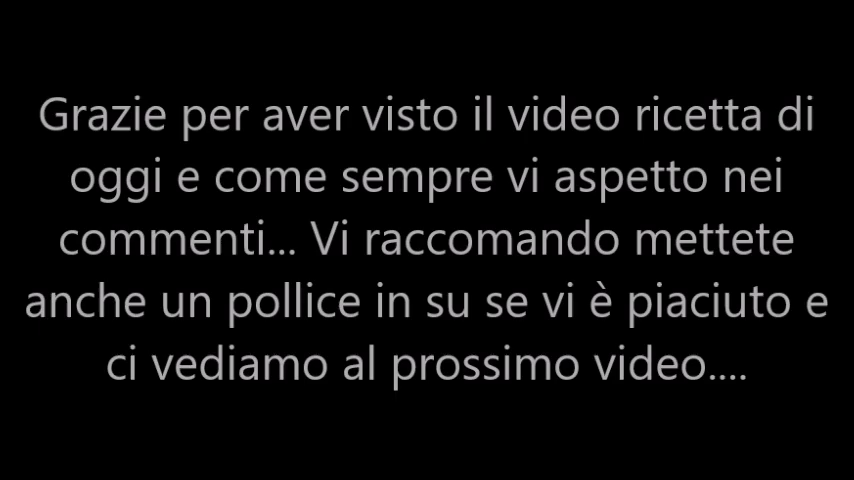 Grazie per aver visto il video ricetta di
oggi e come sempre vi aspetto nei
commenti... Vi raccomando mettete
anche un pollice in su se vi è piaciuto e
ci vediamo al prossimo video....